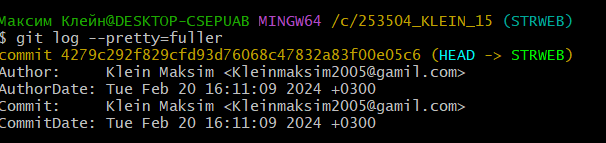 Максим Клейн@DESKTOP-CSEPUAB MINGW64 /c/253504_KLEIN_15 (STRWEB)
$ git log --pretty=fuller
commit 4279c292f829cfd93d76068c47832a83f00e05c6 (HEAD -> STRWEB)
Author:     Klein Maksim <Kleinmaksim2005@gamil.com>
AuthorDate: Tue Feb 20 16:11:09 2024 +0300
Commit:     Klein Maksim <Kleinmaksim2005@gamil.com>
CommitDate: Tue Feb 20 16:11:09 2024 +0300